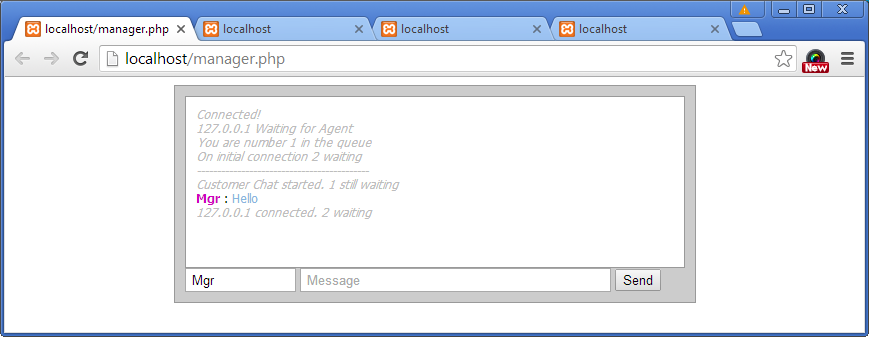 localhost/manager.php
localhost
localhost
localhost
localhost/manager.php
New
Connected!
127.0.0.1 Waiting for Agent
You are number 1 in the queue
On initial connection 2 waiting
------------------------------------------
Customer Chat started. 1 still waiting
Mgr : Hello
127.0.0.1 connected. 2 waiting
Mgr
Message
Send